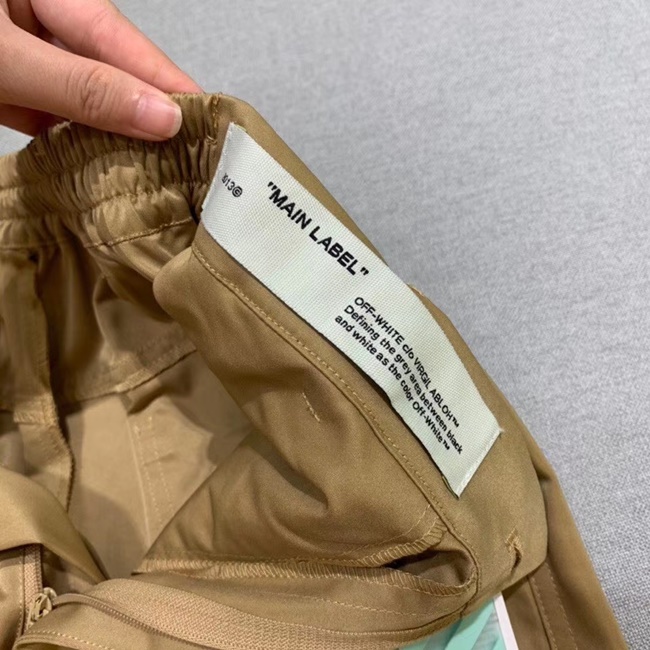 13©
"MAIN LABEL"
OFF-WHITE c/o VIRGIL ABLOH™
Defining the grey area between black
and white as the color Off-White™